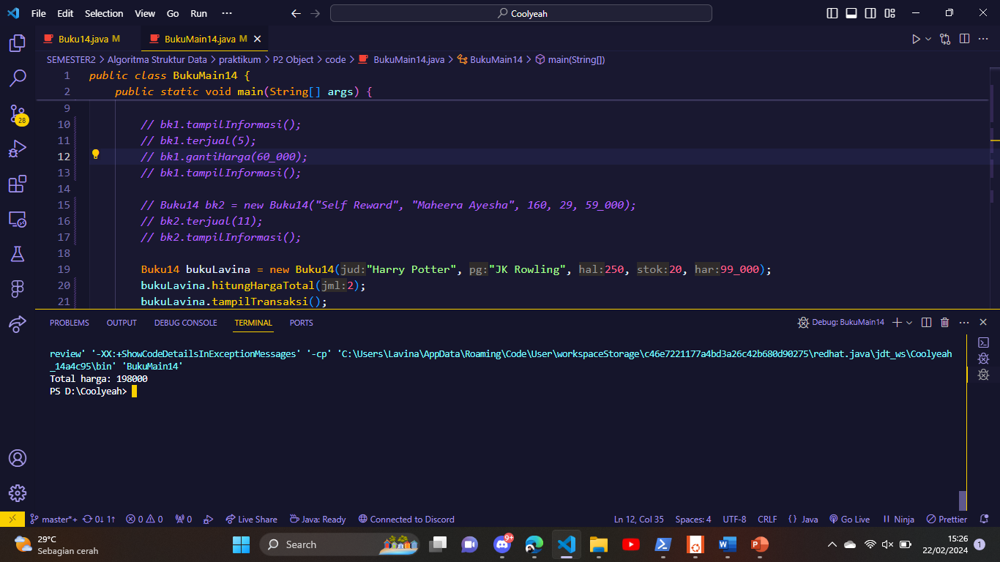 File Edit Selection View Go Run ··· Coolyeah
Buku14.java M BukuMain14.java M
SEMESTER2 > Algoritma Struktur Data > praktikum > P2 Object > code > BukuMain14.java > BukuMain14 > main(String[])
1 public class BukuMain14 {
2 public static void main(String[] args) {
9
10 // bk1.tampilInformasi();
11 // bk1.terjual(5);
12 // bk1.gantiHarga(60_000);
13 // bk1.tampilInformasi();
14
15 // Buku14 bk2 = new Buku14("Self Reward", "Maheera Ayesha", 160, 29, 59_000);
16 // bk2.terjual(11);
17 // bk2.tampilInformasi();
18
19 Buku14 bukuLavina = new Buku14(jud:"Harry Potter", pg:"JK Rowling", hal:250, stok:20, har:99_000);
20 bukuLavina.hitungHargaTotal(jml:2);
21 bukuLavina.tampilTransaksi();
28
PROBLEMS OUTPUT DEBUG CONSOLE TERMINAL PORTS Debug: BukuMain14
review' '-XX:+ShowCodeDetailsInExceptionMessages' '-cp' 'C:\Users\Lavina\AppData\Roaming\Code\User\workspaceStorage\c46e7221177a4bd3a26c42b680d90275\redhat.java\jdt_ws\Coolyeah
_14a4c95\bin' 'BukuMain14'
Total harga: 198000
PS D:\Coolyeah>
master*+ 0↓ 1↑ 0 0 0 Live Share Java: Ready Connected to Discord Ln 12, Col 35 Spaces: 4 UTF-8 CRLF {} Java Go Live Ninja Prettier
29°C
Sebagian cerah
Search
9+
15:26
22/02/2024
1